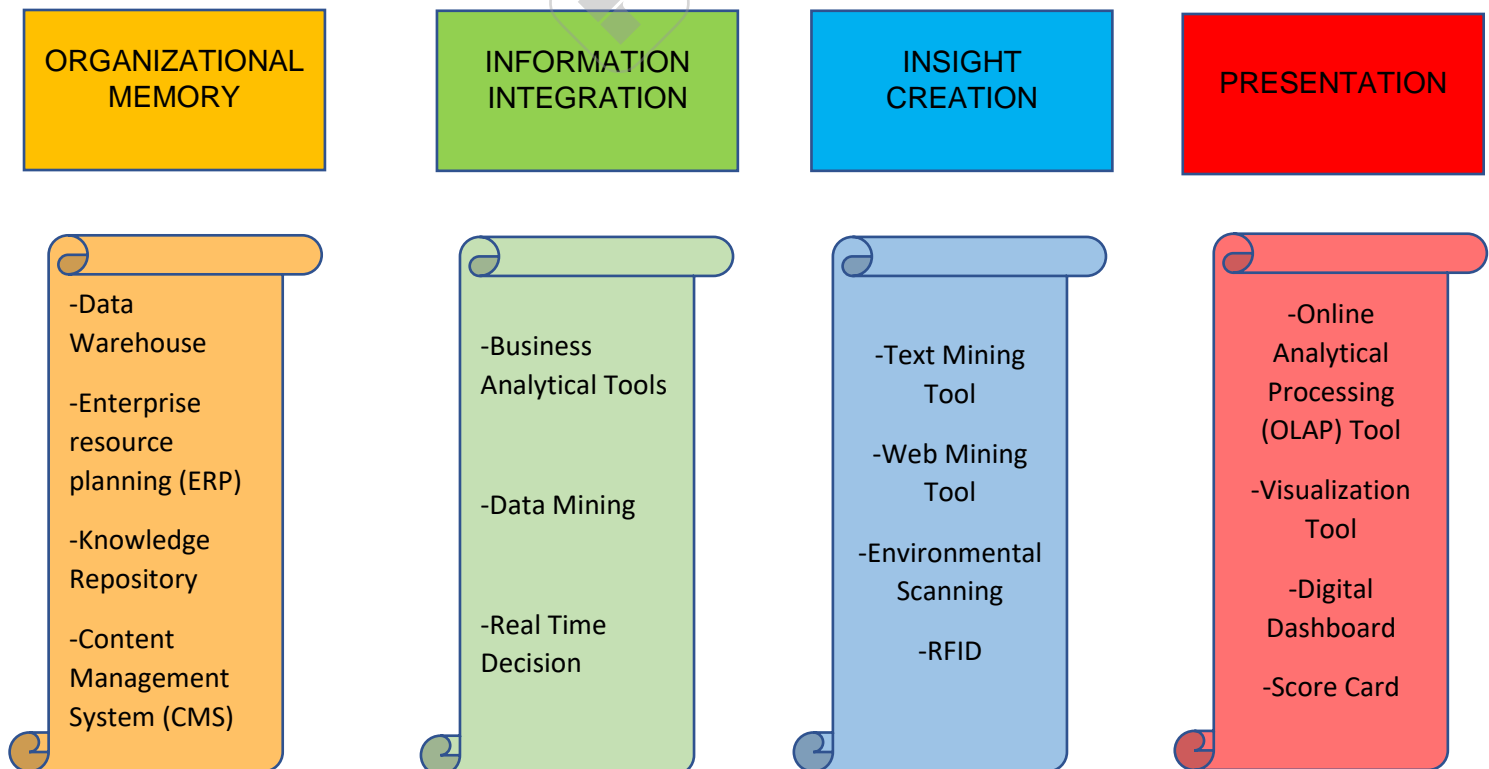 ORGANIZATIONAL
MEMORY
INFORMATION
INTEGRATION
INSIGHT
CREATION
PRESENTATION
-Data
Warehouse
-Enterprise
resource
planning (ERP)
-Knowledge
Repository
-Content
Management
System (CMS)
-Business
Analytical Tools
-Data Mining
-Real Time
Decision
-Text Mining
Tool
-Web Mining
Tool
-Environmental
Scanning
-RFID
-Online
Analytical
Processing
(OLAP) Tool
-Visualization
Tool
-Digital
Dashboard
-Score Card